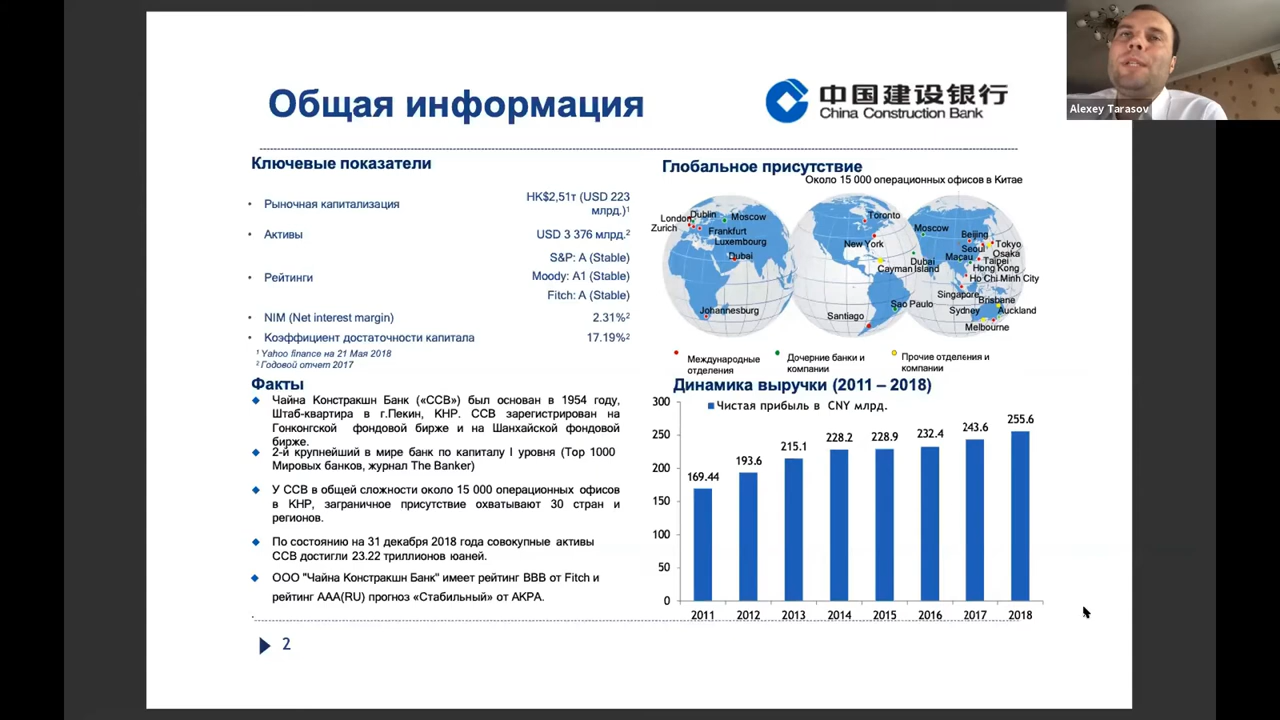 Общая информация
中国建设银行
China Construction Bank
Ключевые показатели
• Рыночная капитализация
HK$2,51т (USD 223
млрд.)¹
• Активы
USD 3 376 млрд.²
• Рейтинги
S&P: A (Stable)
Moody: A1 (Stable)
Fitch: A (Stable)
• NIM (Net interest margin)
2.31%²
• Коэффициент достаточности капитала
17.19%²
¹ Yahoo finance на 21 Мая 2018
² Годовой отчет 2017
Факты
Чайна Констракшн Банк («ССВ») был основан в 1954 году,
Штаб-квартира в г.Пекин, КНР. ССВ зарегистрирован на
Гонконгской фондовой бирже и на Шанхайской фондовой
бирже.
2-й крупнейший в мире банк по капиталу I уровня (Top 1000
Мировых банков, журнал The Banker)
У ССВ в общей сложности около 15 000 операционных офисов
в КНР, заграничное присутствие охватывают 30 стран и
регионов.
По состоянию на 31 декабря 2018 года совокупные активы
ССВ достигли 23.22 триллионов юаней.
ООО "Чайна Констракшн Банк" имеет рейтинг BBB от Fitch и
рейтинг AAA(RU) прогноз «Стабильный» от АКРА.
Глобальное присутствие
Около 15 000 операционных офисов в Китае
London
Dublin
Zurich
Moscow
Frankfurt
Luxembourg
Dubai
Johannesburg
Toronto
New York
Cayman Island
Sao Paulo
Santiago
Moscow
Dubai
Beijing
Seoul
Tokyo
Osaka
Macau
Taipei
Hong Kong
Ho Chi Minh City
Singapore
Brisbane
Sydney
Auckland
Melbourne
Международные
отделения
Дочерние банки и
компании
Прочие отделения и
компании
Динамика выручки (2011 – 2018)
Чистая прибыль в CNY млрд.
300
250
200
150
100
50
0
169.44
193.6
215.1
228.2
228.9
232.4
243.6
255.6
2011 2012 2013 2014 2015 2016 2017 2018
2
Alexey Tarasov